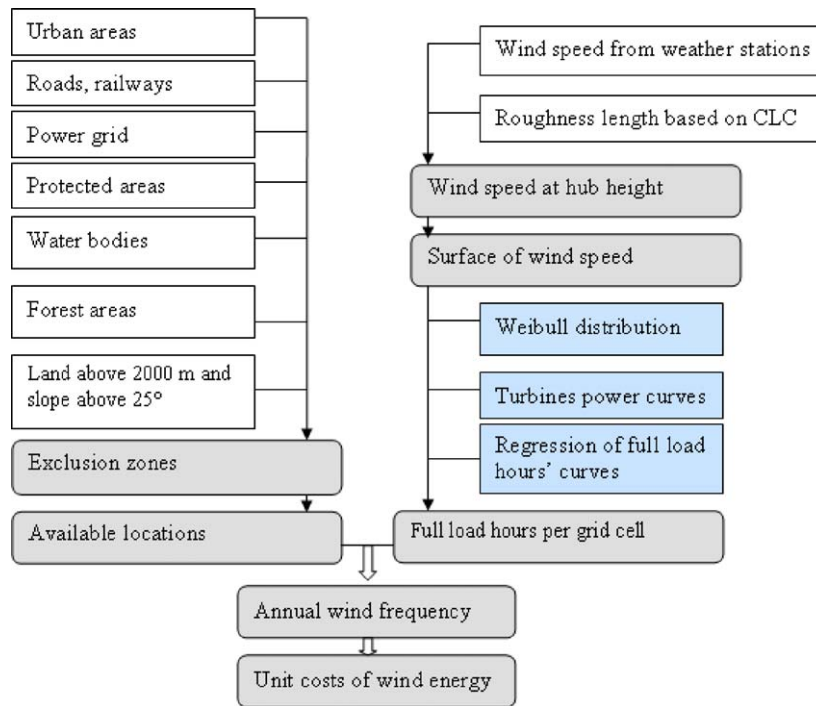 Urban areas
Roads, railways
Power grid
Protected areas
Water bodies
Forest areas
Land above 2000 m and
slope above 25°
Exclusion zones
Available locations
Wind speed from weather stations
Roughness length based on CLC
Wind speed at hub height
Surface of wind speed
Weibull distribution
Turbines power curves
Regression of full load
hours’ curves
Full load hours per grid cell
Annual wind frequency
Unit costs of wind energy